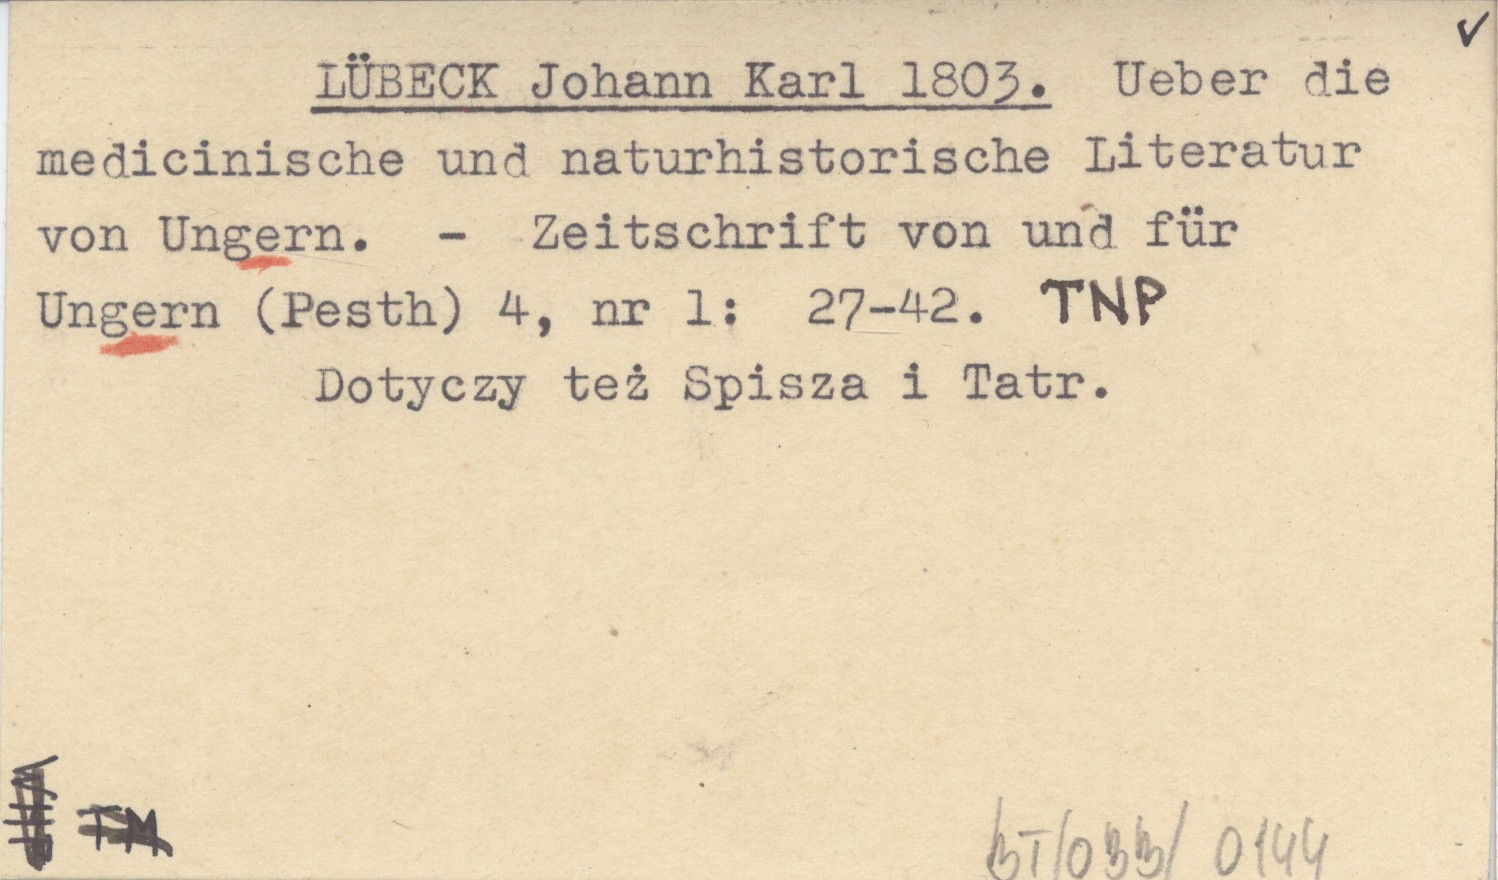 LÜBECK Johann Karl 1803. Ueber die
medicinische und naturhistorische Literatur
von Ungern. - Zeitschrift von und für
Ungern (Pesth) 4, nr 1: 27-42. TNP
Dotyczy też Spisza i Tatr.
TM
BT/033/ 0144